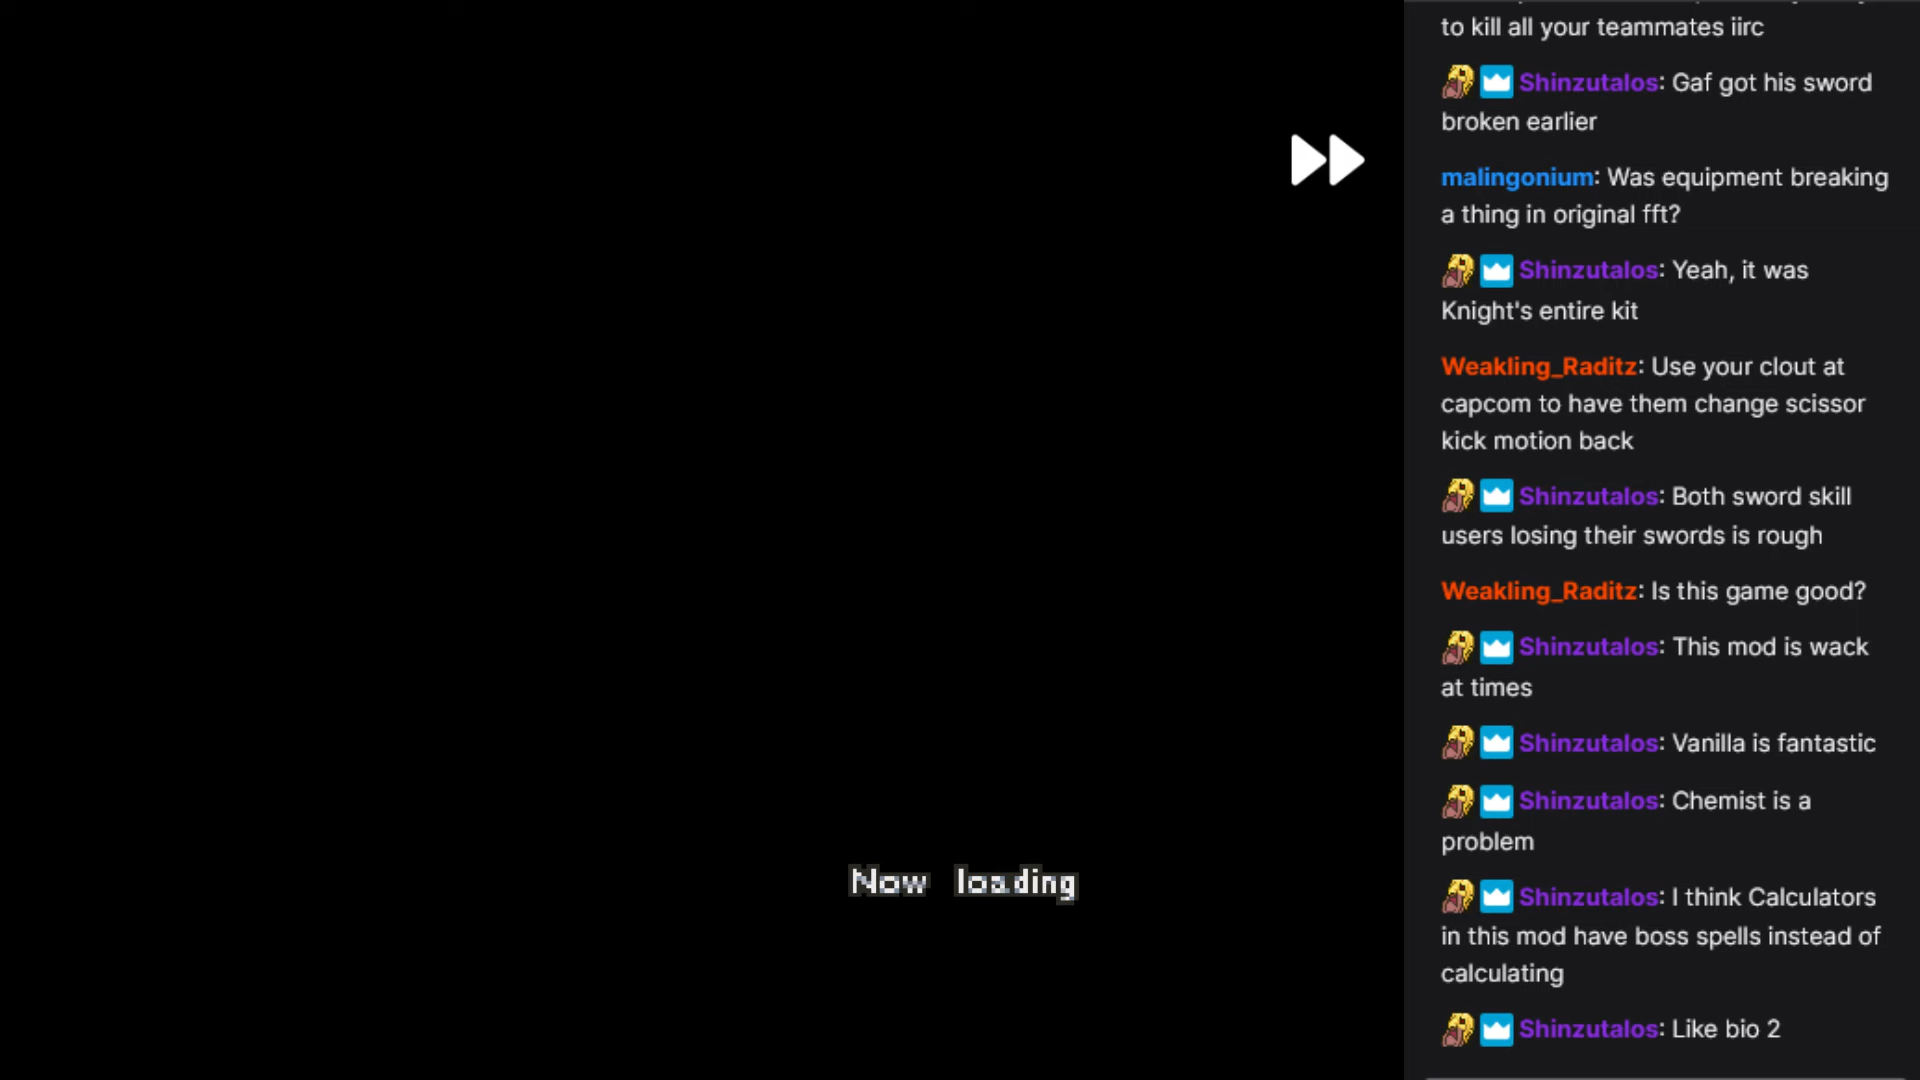 to kill all your teammates iirc
Shinzutalos: Gaf got his sword
broken earlier
malingonium: Was equipment breaking
a thing in original fft?
Shinzutalos: Yeah, it was
Knight's entire kit
Weakling_Raditz: Use your clout at
capcom to have them change scissor
kick motion back
Shinzutalos: Both sword skill
users losing their swords is rough
Weakling_Raditz: Is this game good?
Shinzutalos: This mod is wack
at times
Shinzutalos: Vanilla is fantastic
Shinzutalos: Chemist is a
problem
Shinzutalos: I think Calculators
in this mod have boss spells instead of
calculating
Shinzutalos: Like bio 2
Now loading